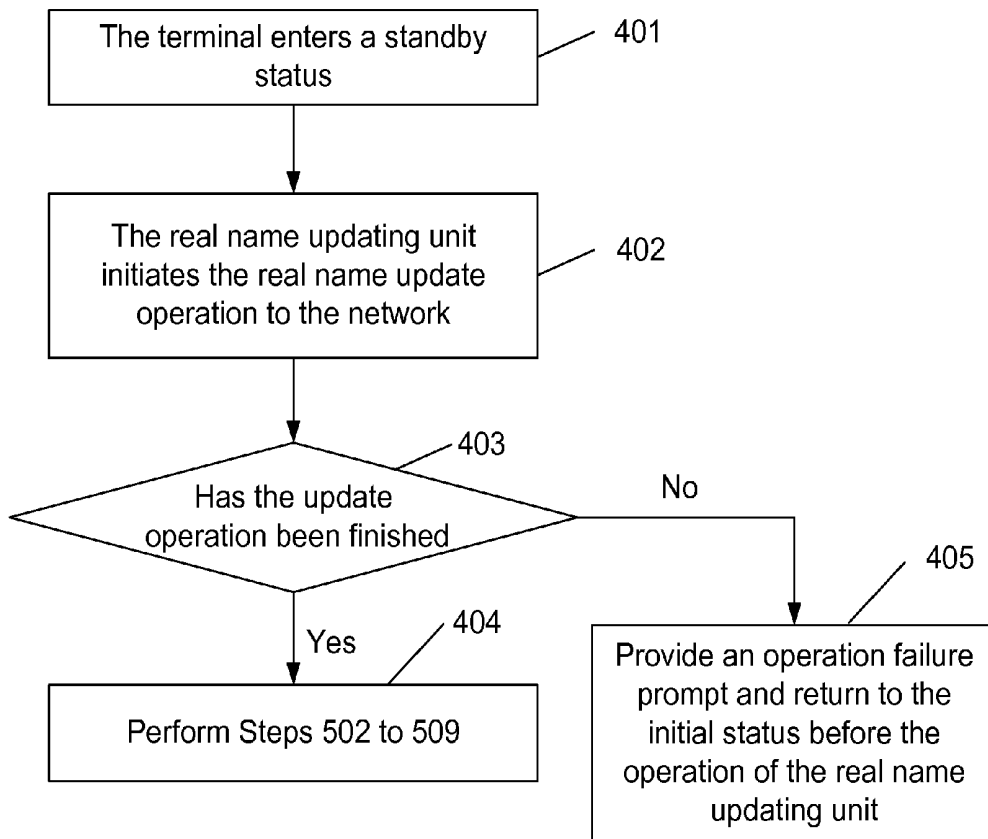 The terminal enters a standby
status
401
The real name updating unit
initiates the real name update
operation to the network
402
403
Has the update
operation been finished
No
Yes
404
405
Perform Steps 502 to 509
Provide an operation failure
prompt and return to the
initial status before the
operation of the real name
updating unit